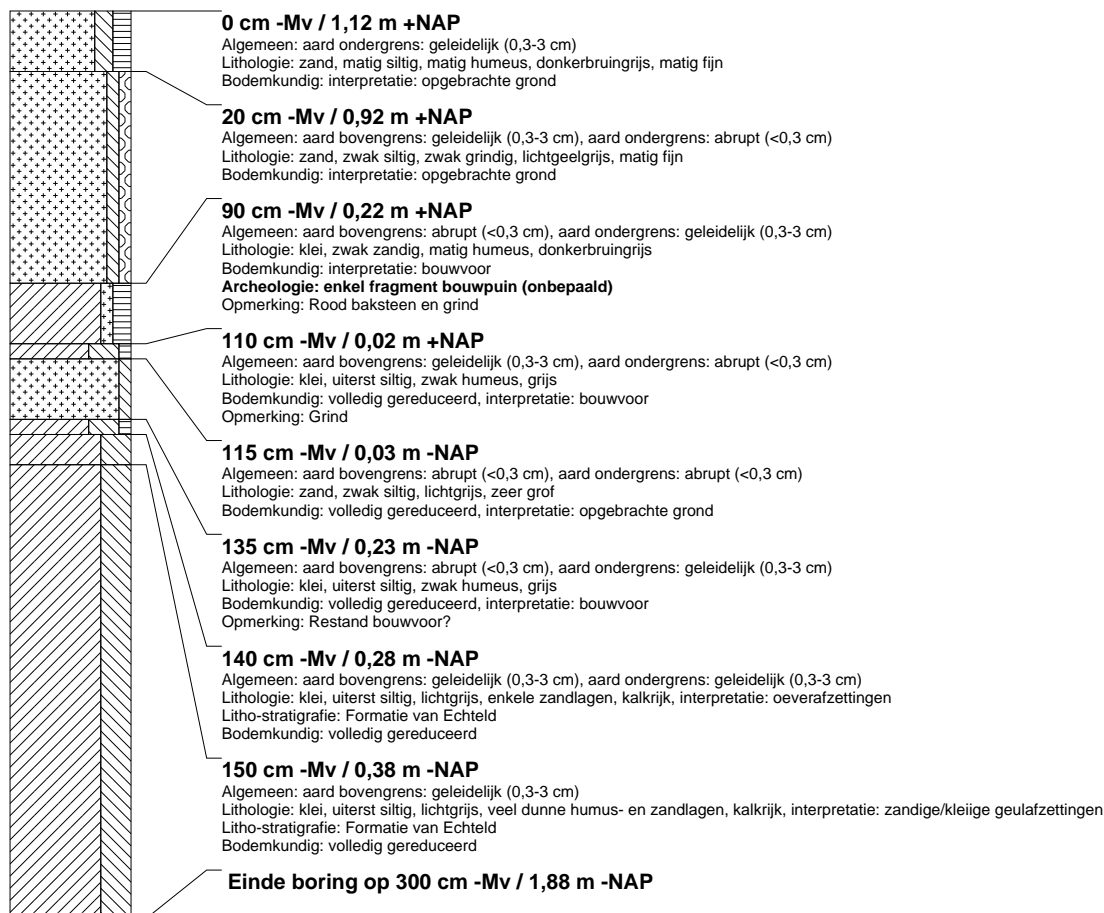 0 cm -Mv / 1,12 m +NAP
Algemeen: aard ondergrens: geleidelijk (0,3-3 cm)
Lithologie: zand, matig siltig, matig humeus, donkerbruingrijs, matig fijn
Bodemkundig: interpretatie: opgebrachte grond
20 cm -Mv / 0,92 m +NAP
Algemeen: aard bovengrens: geleidelijk (0,3-3 cm), aard ondergrens: abrupt (<0,3 cm)
Lithologie: zand, zwak siltig, zwak grindig, lichtgeelgrijs, matig fijn
Bodemkundig: interpretatie: opgebrachte grond
90 cm -Mv / 0,22 m +NAP
Algemeen: aard bovengrens: abrupt (<0,3 cm), aard ondergrens: geleidelijk (0,3-3 cm)
Lithologie: klei, zwak zandig, matig humeus, donkerbruingrijs
Bodemkundig: interpretatie: bouwvoor
Archeologie: enkel fragment bouwpuin (onbepaald)
Opmerking: Rood baksteen en grind
110 cm -Mv / 0,02 m +NAP
Algemeen: aard bovengrens: geleidelijk (0,3-3 cm), aard ondergrens: abrupt (<0,3 cm)
Lithologie: klei, uiterst siltig, zwak humeus, grijs
Bodemkundig: volledig gereduceerd, interpretatie: bouwvoor
Opmerking: Grind
115 cm -Mv / 0,03 m -NAP
Algemeen: aard bovengrens: abrupt (<0,3 cm), aard ondergrens: abrupt (<0,3 cm)
Lithologie: zand, zwak siltig, lichtgrijs, zeer grof
Bodemkundig: volledig gereduceerd, interpretatie: opgebrachte grond
135 cm -Mv / 0,23 m -NAP
Algemeen: aard bovengrens: abrupt (<0,3 cm), aard ondergrens: geleidelijk (0,3-3 cm)
Lithologie: klei, uiterst siltig, zwak humeus, grijs
Bodemkundig: volledig gereduceerd, interpretatie: bouwvoor
Opmerking: Restand bouwvoor?
140 cm -Mv / 0,28 m -NAP
Algemeen: aard bovengrens: geleidelijk (0,3-3 cm), aard ondergrens: geleidelijk (0,3-3 cm)
Lithologie: klei, uiterst siltig, lichtgrijs, enkele zandlagen, kalkrijk, interpretatie: oeverafzettingen
Litho-stratigrafie: Formatie van Echteld
Bodemkundig: volledig gereduceerd
150 cm -Mv / 0,38 m -NAP
Algemeen: aard bovengrens: geleidelijk (0,3-3 cm)
Lithologie: klei, uiterst siltig, lichtgrijs, veel dunne humus- en zandlagen, kalkrijk, interpretatie: zandige/kleiige geulafzettingen
Litho-stratigrafie: Formatie van Echteld
Bodemkundig: volledig gereduceerd
Einde boring op 300 cm -Mv / 1,88 m -NAP